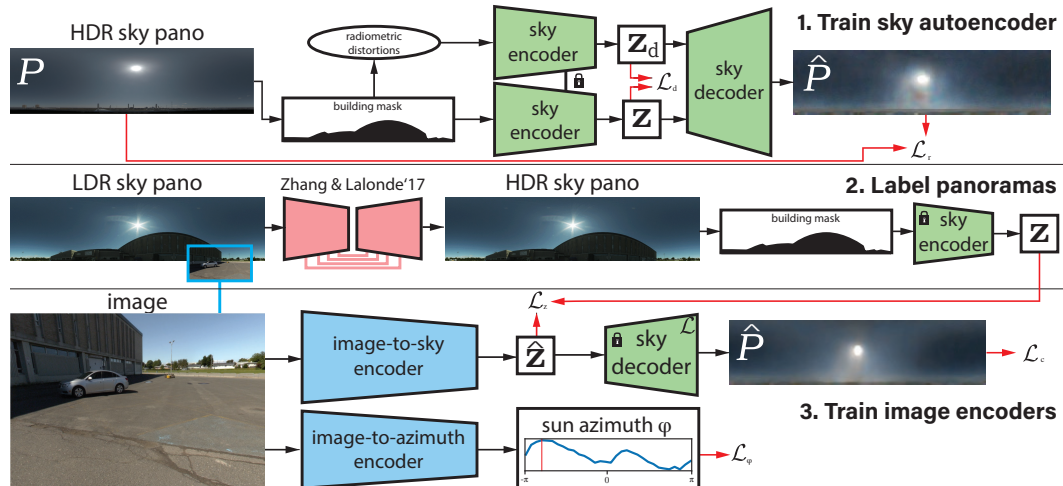 HDR sky pano
P
radiometric
distortions
building mask
sky
encoder
sky
encoder
Z_d
Z
ℒ_d
sky
decoder
1. Train sky autoencoder
P̂
ℒ_r
LDR sky pano
Zhang & Lalonde‘17
HDR sky pano
2. Label panoramas
building mask
sky
encoder
Z
image
image-to-sky
encoder
ℒ_z
Ẑ
sky
decoder
ℒ
P̂
ℒ_c
3. Train image encoders
image-to-azimuth
encoder
sun azimuth φ
-π 0 π
ℒ_φ